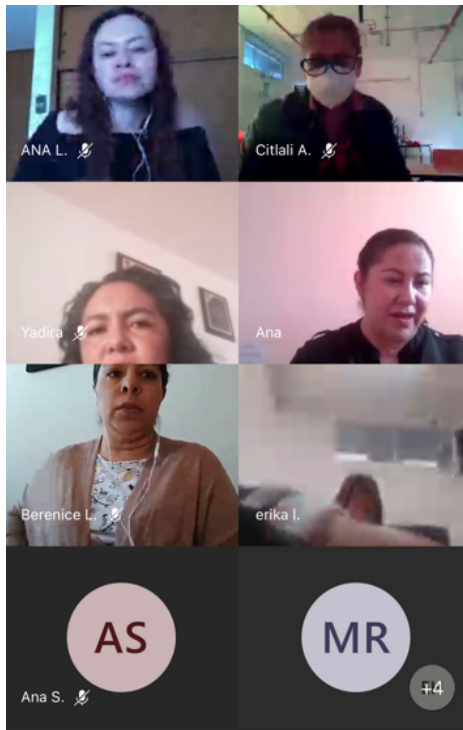 ANA L.
Citlali A.
Yadira
Ana
Berenice L.
erika I.
AS
Ana S.
MR
+4